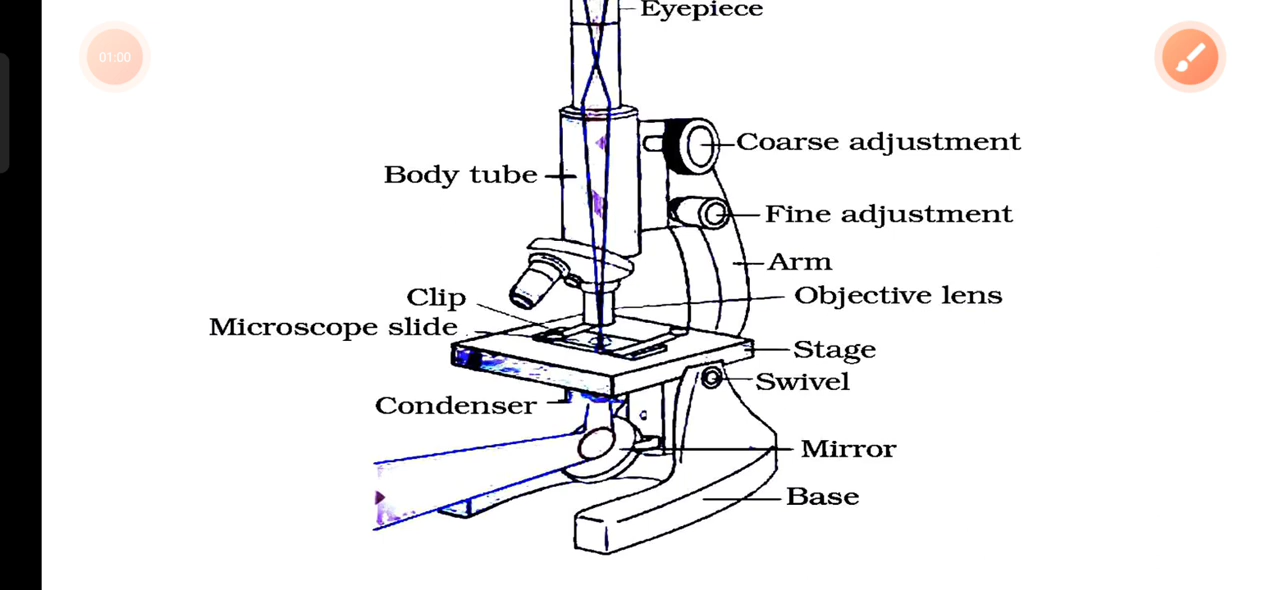 Eyepiece
01:00
Coarse adjustment
Body tube
Fine adjustment
Arm
Clip
Objective lens
Microscope slide
Stage
Swivel
Condenser
Mirror
Base